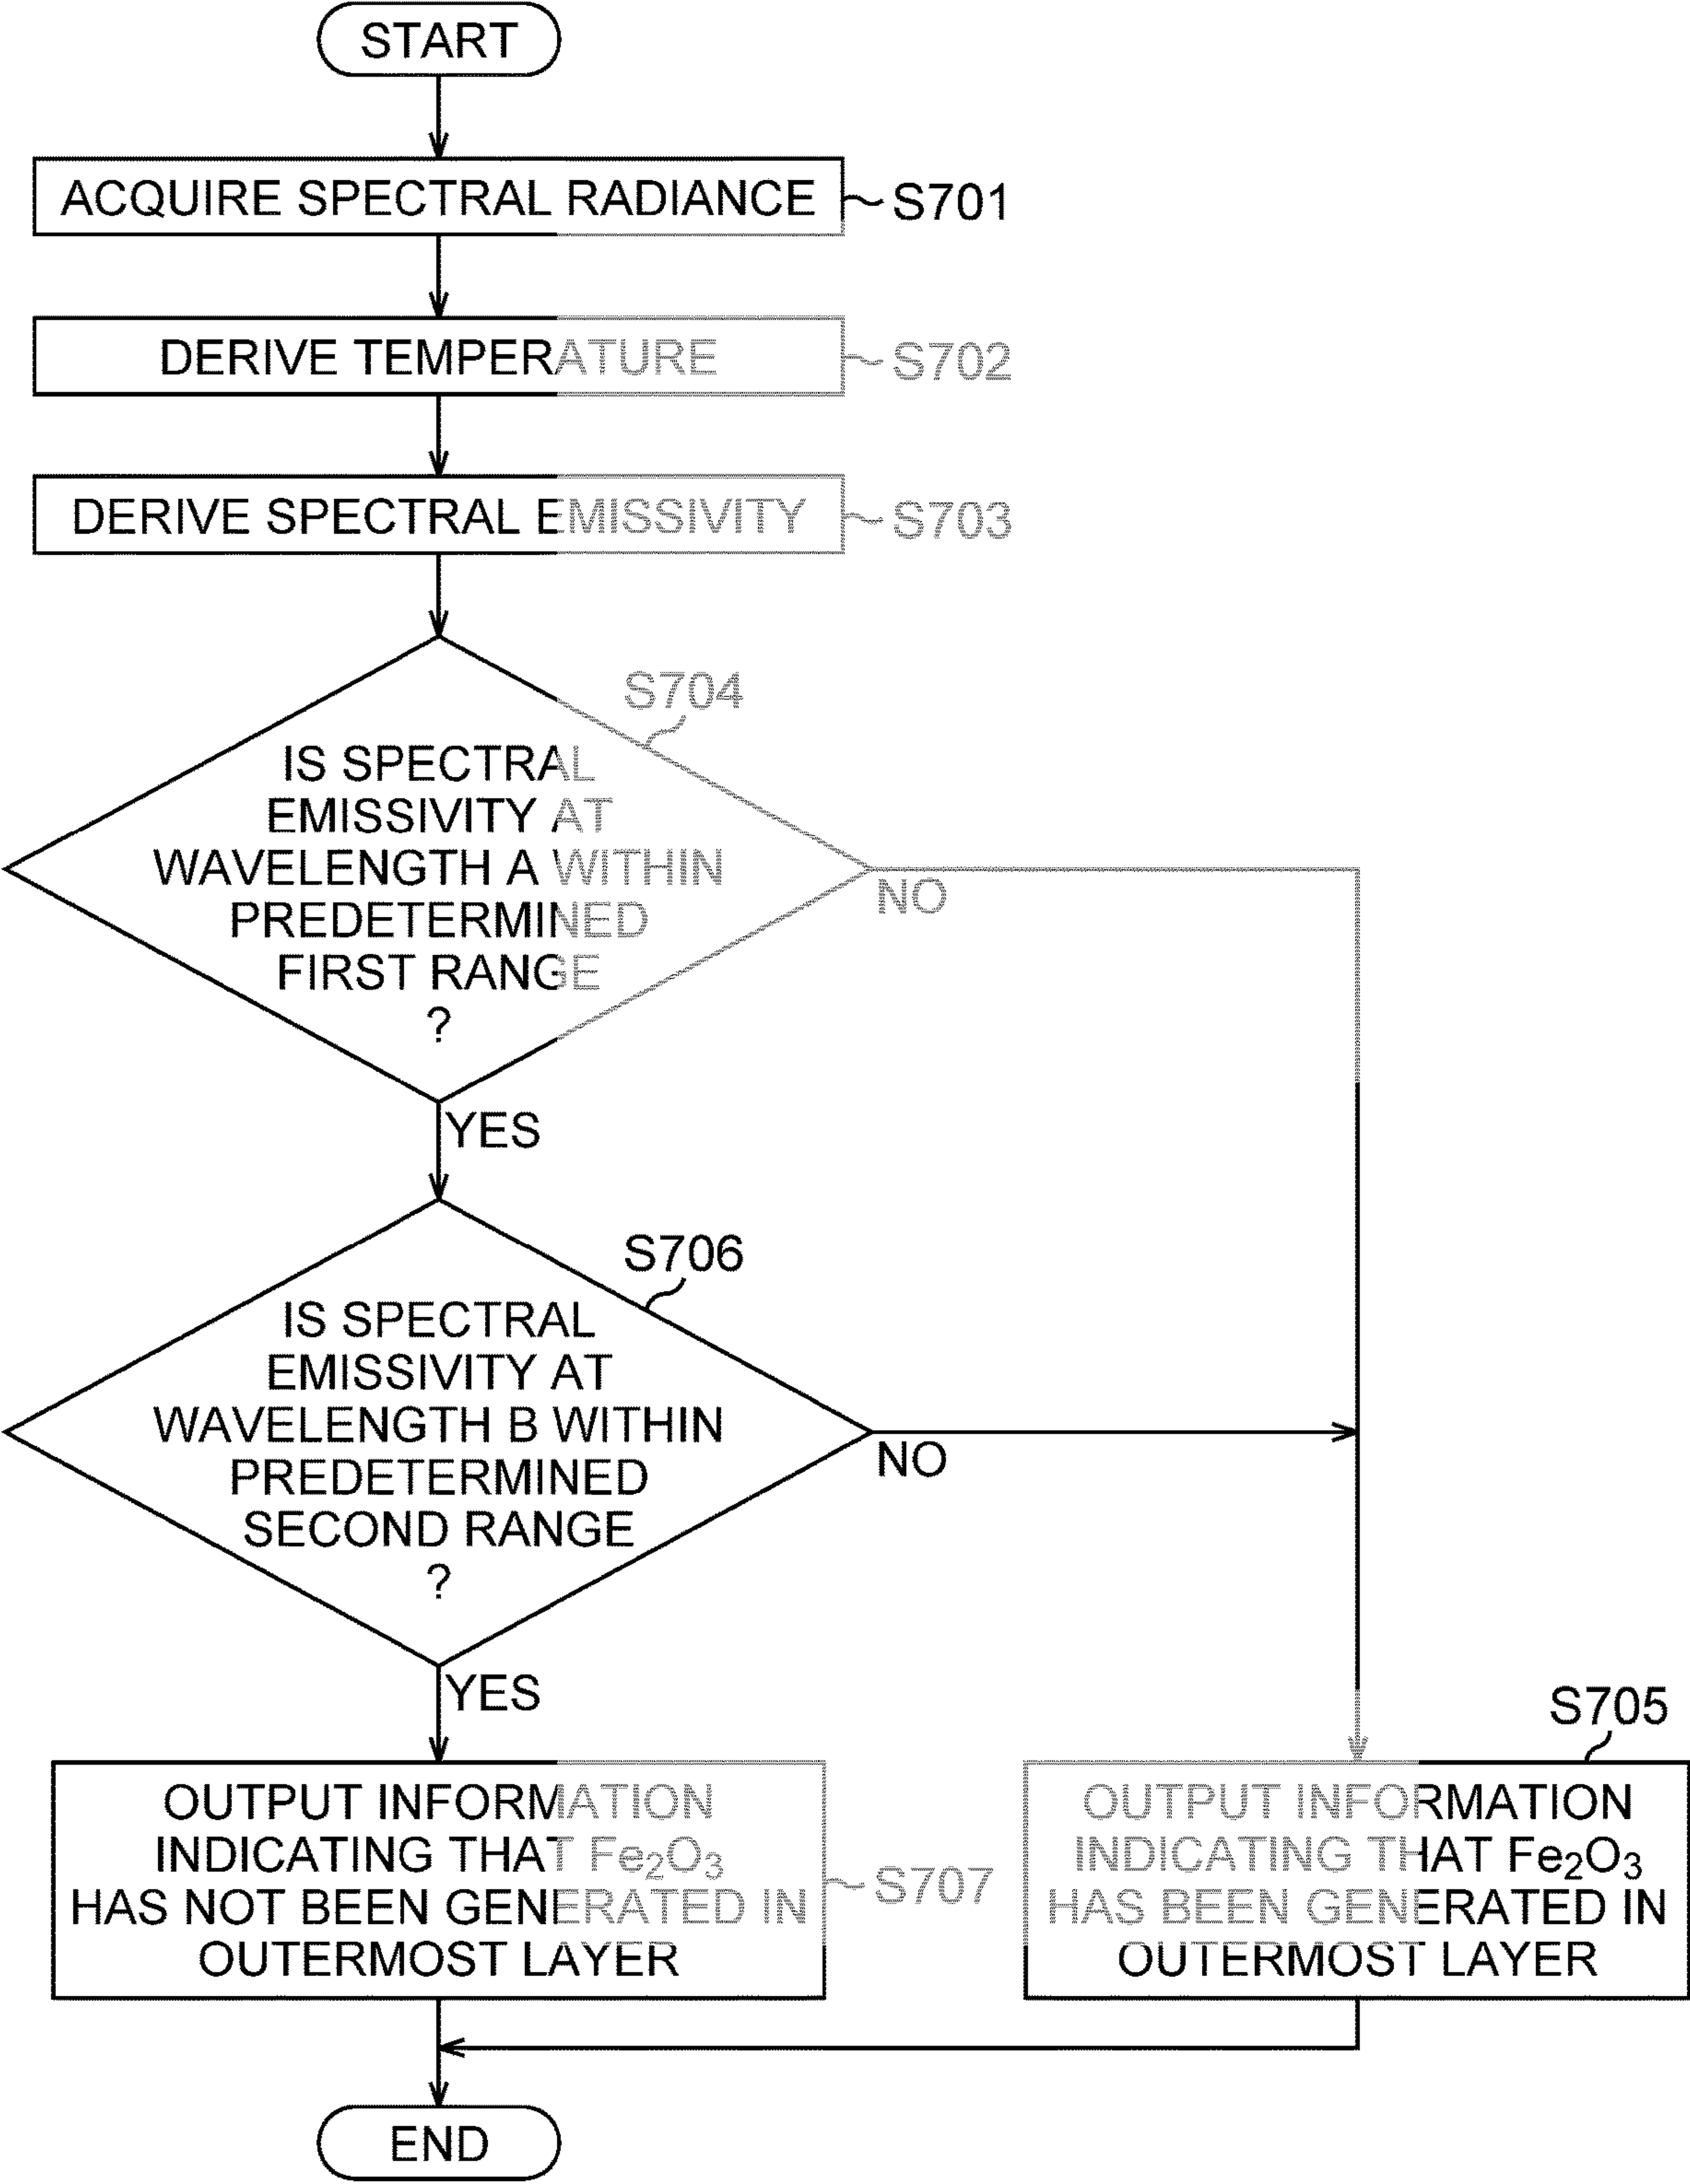 START
ACQUIRE SPECTRAL RADIANCE
S701
DERIVE TEMPERATURE
S702
DERIVE SPECTRAL EMISSIVITY
S703
S704
IS SPECTRAL
EMISSIVITY AT
WAVELENGTH A WITHIN
PREDETERMINED
FIRST RANGE
?
NO
YES
S706
IS SPECTRAL
EMISSIVITY AT
WAVELENGTH B WITHIN
PREDETERMINED
SECOND RANGE
?
NO
YES
OUTPUT INFORMATION
INDICATING THAT Fe₂O₃
HAS NOT BEEN GENERATED IN
OUTERMOST LAYER
S707
S705
OUTPUT INFORMATION
INDICATING THAT Fe₂O₃
HAS BEEN GENERATED IN
OUTERMOST LAYER
END